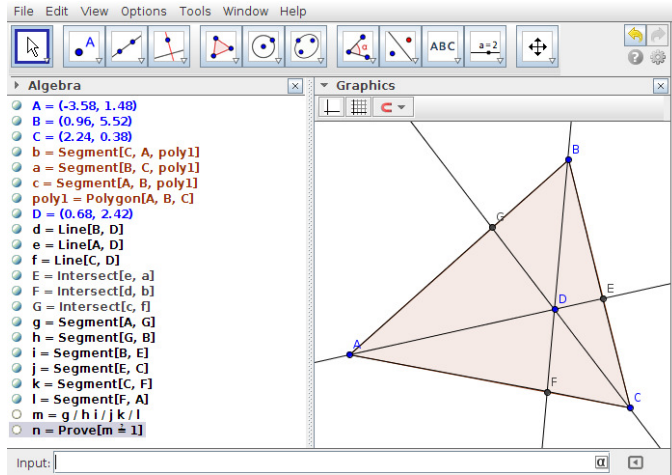 File Edit View Options Tools Window Help
A
α
ABC
a=2
Algebra
Graphics
A = (-3.58, 1.48)
B = (0.96, 5.52)
C = (2.24, 0.38)
b = Segment[C, A, poly1]
a = Segment[B, C, poly1]
c = Segment[A, B, poly1]
poly1 = Polygon[A, B, C]
D = (0.68, 2.42)
d = Line[B, D]
e = Line[A, D]
f = Line[C, D]
E = Intersect[e, a]
F = Intersect[d, b]
G = Intersect[c, f]
g = Segment[A, G]
h = Segment[G, B]
i = Segment[B, E]
j = Segment[E, C]
k = Segment[C, F]
l = Segment[F, A]
m = g / h i / j k / l
n = Prove[m ≟ 1]
B
G
E
D
A
F
C
Input:
α